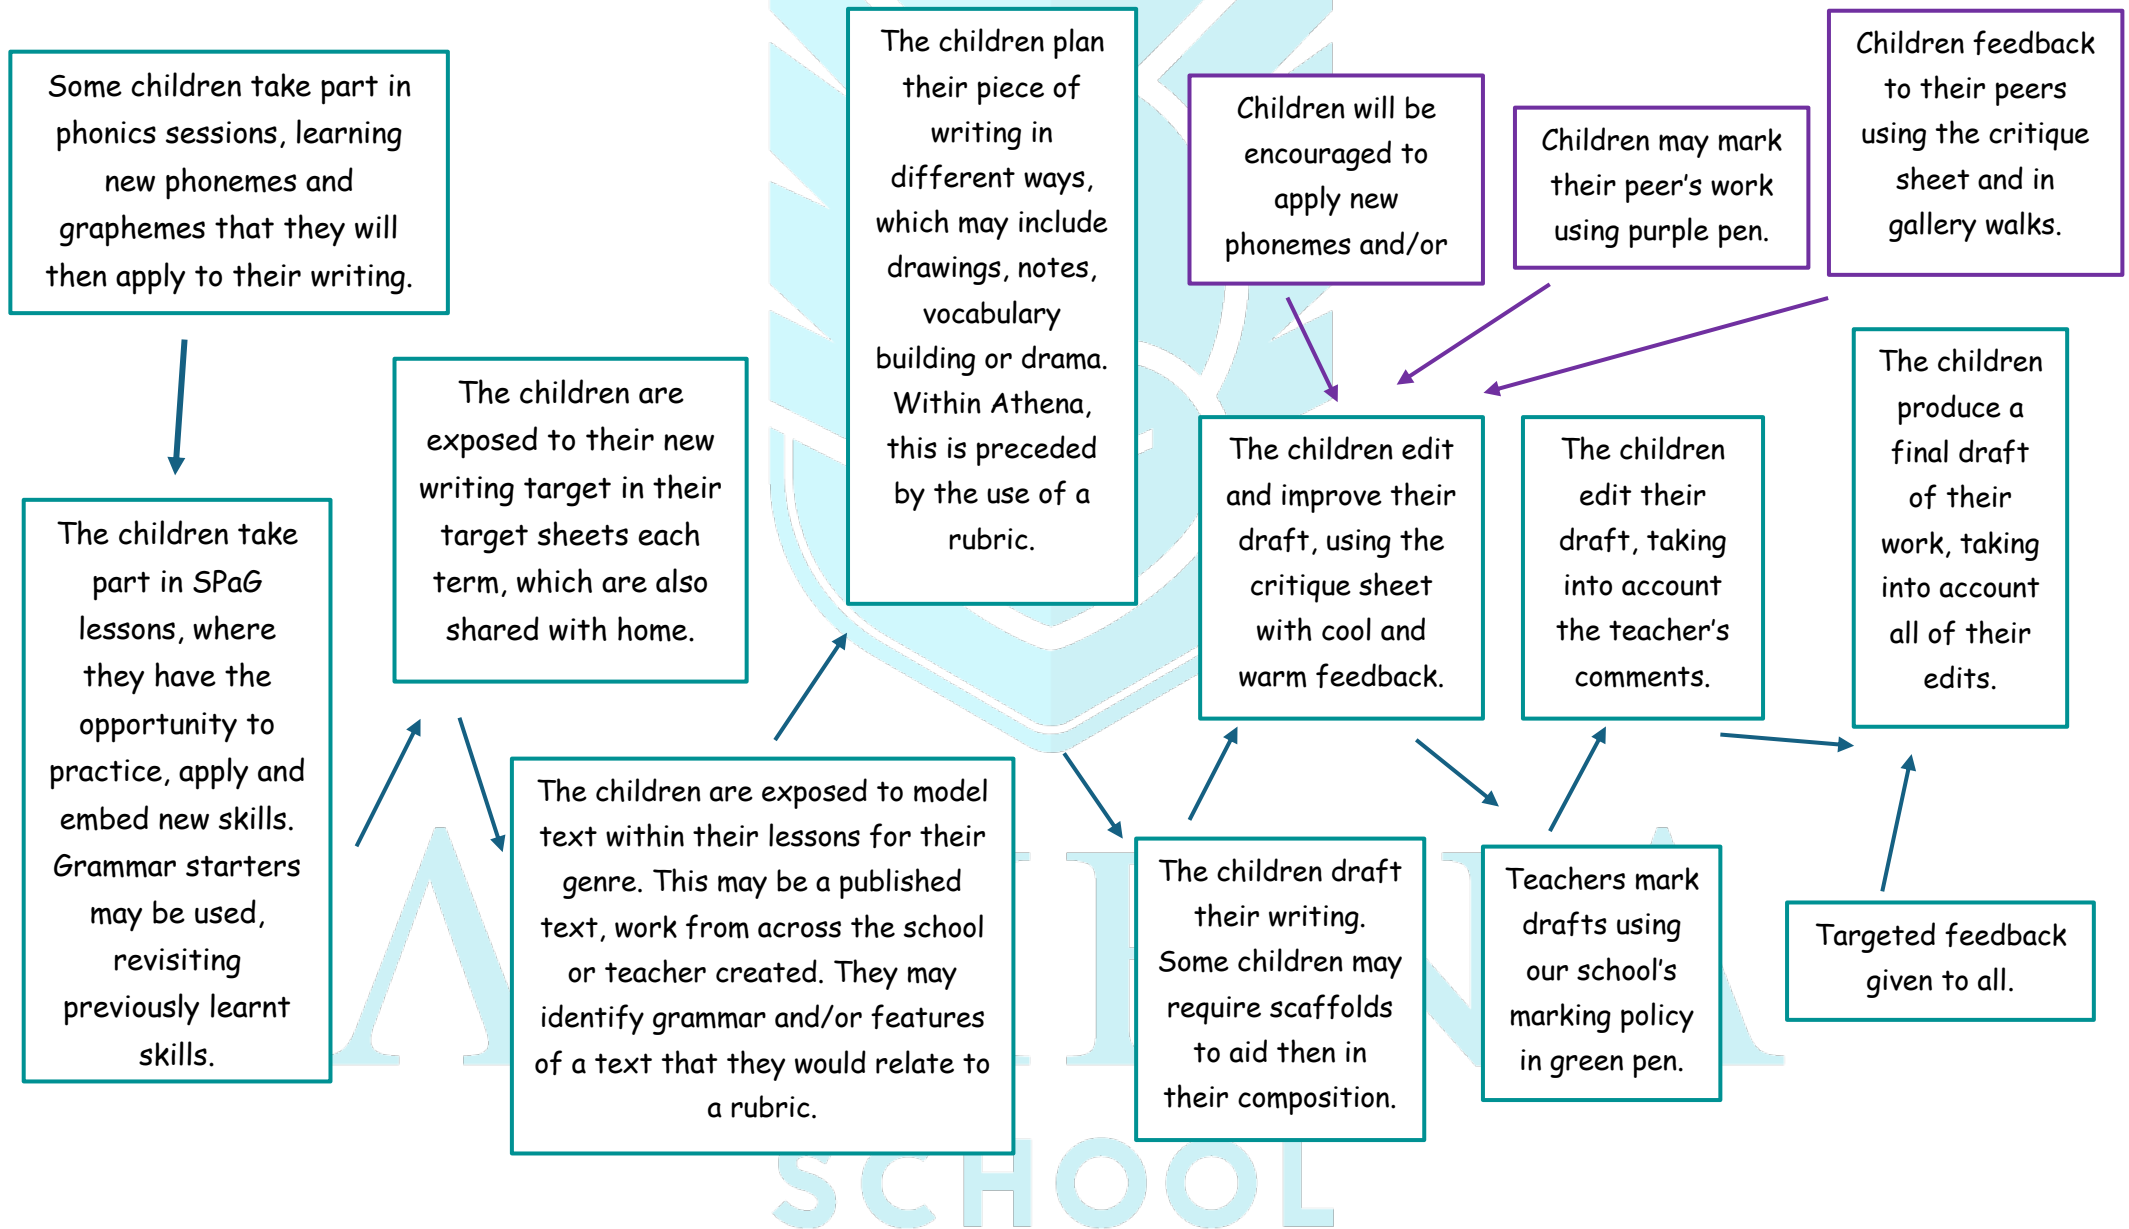 Some children take part in
phonics sessions, learning
new phonemes and
graphemes that they will
then apply to their writing.
The children take
part in SPaG
lessons, where
they have the
opportunity to
practice, apply and
embed new skills.
Grammar starters
may be used,
revisiting
previously learnt
skills.
The children are
exposed to their new
writing target in their
target sheets each
term, which are also
shared with home.
The children are exposed to model
text within their lessons for their
genre. This may be a published
text, work from across the school
or teacher created. They may
identify grammar and/or features
of a text that they would relate to
a rubric.
The children plan
their piece of
writing in
different ways,
which may include
drawings, notes,
vocabulary
building or drama.
Within Athena,
this is preceded
by the use of a
rubric.
The children draft
their writing.
Some children may
require scaffolds
to aid then in
their composition.
Children will be
encouraged to
apply new
phonemes and/or
Children may mark
their peer's work
using purple pen.
Children feedback
to their peers
using the critique
sheet and in
gallery walks.
The children edit
and improve their
draft, using the
critique sheet
with cool and
warm feedback.
Teachers mark
drafts using
our school's
marking policy
in green pen.
The children
edit their
draft, taking
into account
the teacher's
comments.
Targeted feedback
given to all.
The children
produce a
final draft
of their
work, taking
into account
all of their
edits.
SCHOOL